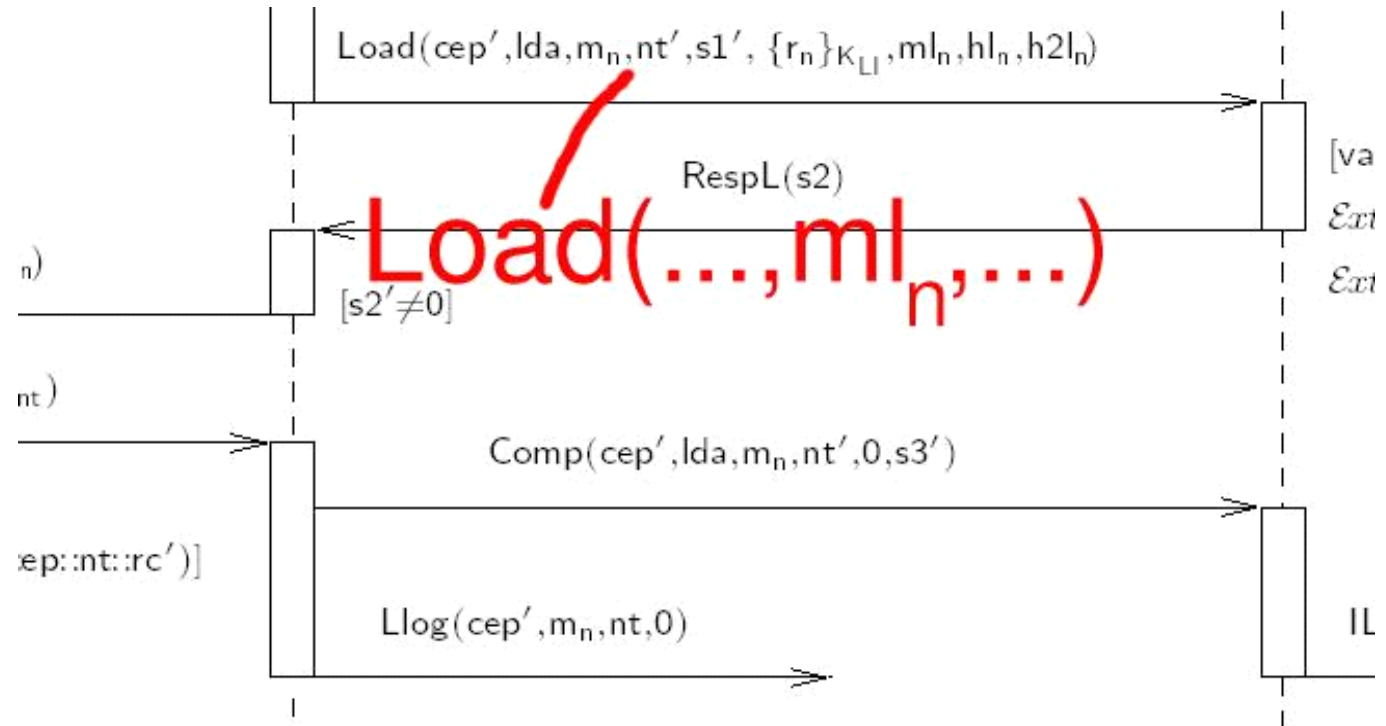 Load(cep′,lda,mₙ,nt′,s1′, {rₙ}K_LI,mlₙ,hlₙ,h2lₙ)
RespL(s2)
Load(...,mlₙ,...)
n)
[s2′≠0]
nt)
Comp(cep′,lda,mₙ,nt′,0,s3′)
ep::nt::rc′)]
Llog(cep′,mₙ,nt,0)
[va
Ext
Ext
IL